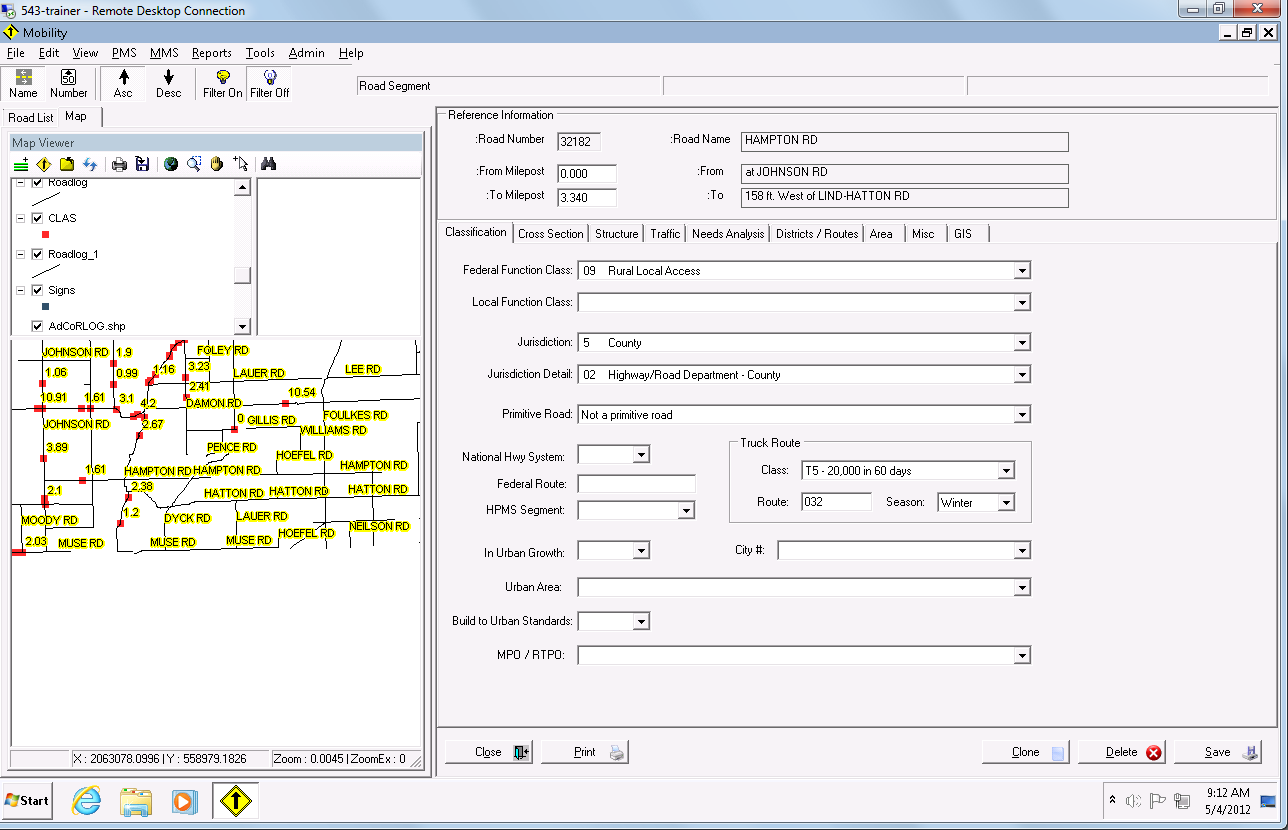 543-trainer - Remote Desktop Connection
Mobility
File Edit View PMS MMS Reports Tools Admin Help
Name Number Asc Desc Filter On Filter Off
Road Segment
Road List Map
Map Viewer
Roadlog
CLAS
Roadlog_1
Signs
AdCoRLOG.shp
JOHNSON RD 1.9 FOLEY RD
1.06 0.99 1.16 3.23 LAUER RD LEE RD
2.41
10.91 1.61 3.1 4.2 DAMON RD 10.54
JOHNSON RD 2.67 0 GILLIS RD FOULKES RD
WILLIAMS RD
3.89 PENCE RD
HOEFEL RD
1.61 HAMPTON RD HAMPTON RD HAMPTON RD
2.1 2.38 HATTON RD HATTON RD HATTON RD
MOODY RD 1.2 DYCK RD LAUER RD
HOEFEL RD NEILSON RD
2.03 MUSE RD MUSE RD MUSE RD
X : 2063078.0996 | Y : 558979.1826 Zoom : 0.0045 | ZoomEx : 0
Reference Information
:Road Number 32182 :Road Name HAMPTON RD
:From Milepost 0.000 :From at JOHNSON RD
:To Milepost 3.340 :To 158 ft. West of LIND-HATTON RD
Classification Cross Section Structure Traffic Needs Analysis Districts / Routes Area Misc GIS
Federal Function Class: 09 Rural Local Access
Local Function Class:
Jurisdiction: 5 County
Jurisdiction Detail: 02 Highway/Road Department - County
Primitive Road: Not a primitive road
National Hwy System:
Federal Route:
HPMS Segment:
Truck Route
Class: T5 - 20,000 in 60 days
Route: 032 Season: Winter
In Urban Growth: City #:
Urban Area:
Build to Urban Standards:
MPO / RTPO:
Close Print Clone Delete Save
Start
9:12 AM
5/4/2012